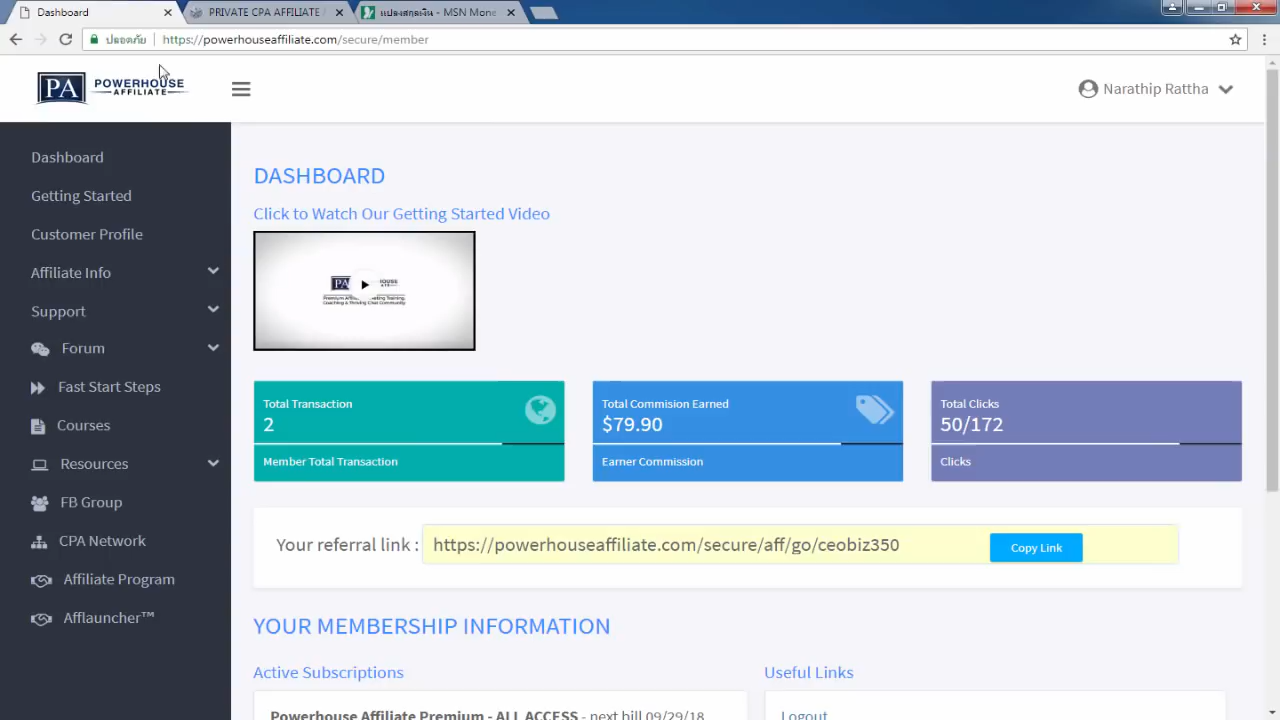 Dashboard
PRIVATE CPA AFFILIATE
แปลงสกุลเงิน - MSN Mone
ปลอดภัย
https://powerhouseaffiliate.com/secure/member
PA POWERHOUSE
AFFILIATE
Narathip Rattha
Dashboard
Getting Started
Customer Profile
Affiliate Info
Support
Forum
Fast Start Steps
Courses
Resources
FB Group
CPA Network
Affiliate Program
Afflauncher™
DASHBOARD
Click to Watch Our Getting Started Video
PA
Total Transaction
2
Member Total Transaction
Total Commision Earned
$79.90
Earner Commission
Total Clicks
50/172
Clicks
Your referral link :
https://powerhouseaffiliate.com/secure/aff/go/ceobiz350
Copy Link
YOUR MEMBERSHIP INFORMATION
Active Subscriptions
Useful Links
Powerhouse Affiliate Premium - ALL ACCESS - next bill 09/29/18
Logout